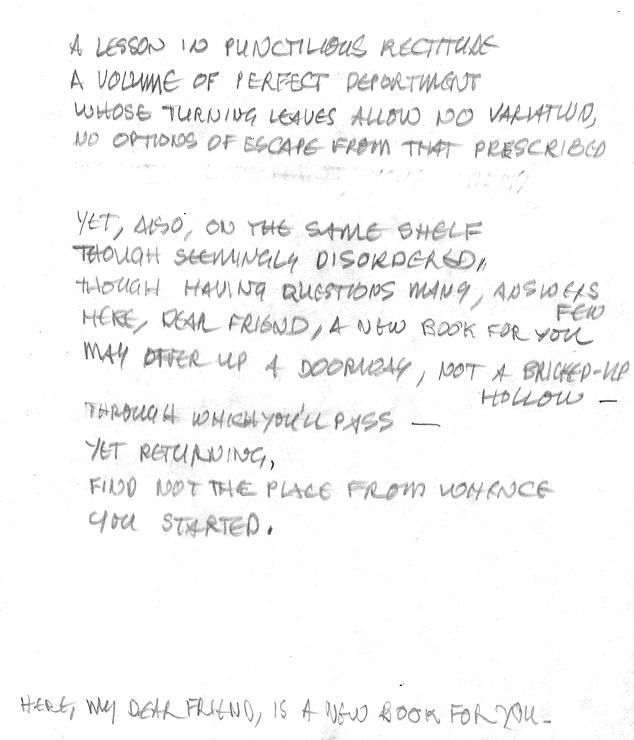 A LESSON IN PUNCTILIOUS RECTITUDE
A VOLUME OF PERFECT DEPORTMENT
WHOSE TURNING LEAVES ALLOW NO VARIATION,
NO OPTIONS OF ESCAPE FROM THAT PRESCRIBED
YET, ALSO, ON THE SAME SHELF
THOUGH SEEMINGLY DISORDERED,
THOUGH HAVING QUESTIONS MANY, ANSWERS
FEW
HERE, DEAR FRIEND, A NEW BOOK FOR YOU
MAY OFFER UP A DOORWAY, NOT A BRICKED-UP
HOLLOW —
THROUGH WHICH YOU'LL PASS —
YET RETURNING,
FIND NOT THE PLACE FROM WHENCE
YOU STARTED.
HERE, MY DEAR FRIEND, IS A NEW BOOK FOR YOU.